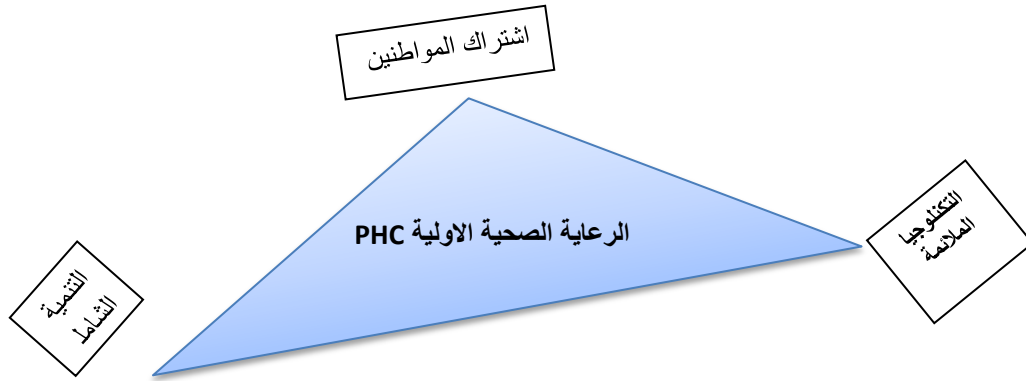 اشتراك المواطنين
الرعاية الصحية الاولية PHC
التكنلوجيا
الملائمة
التنمية
الشامل